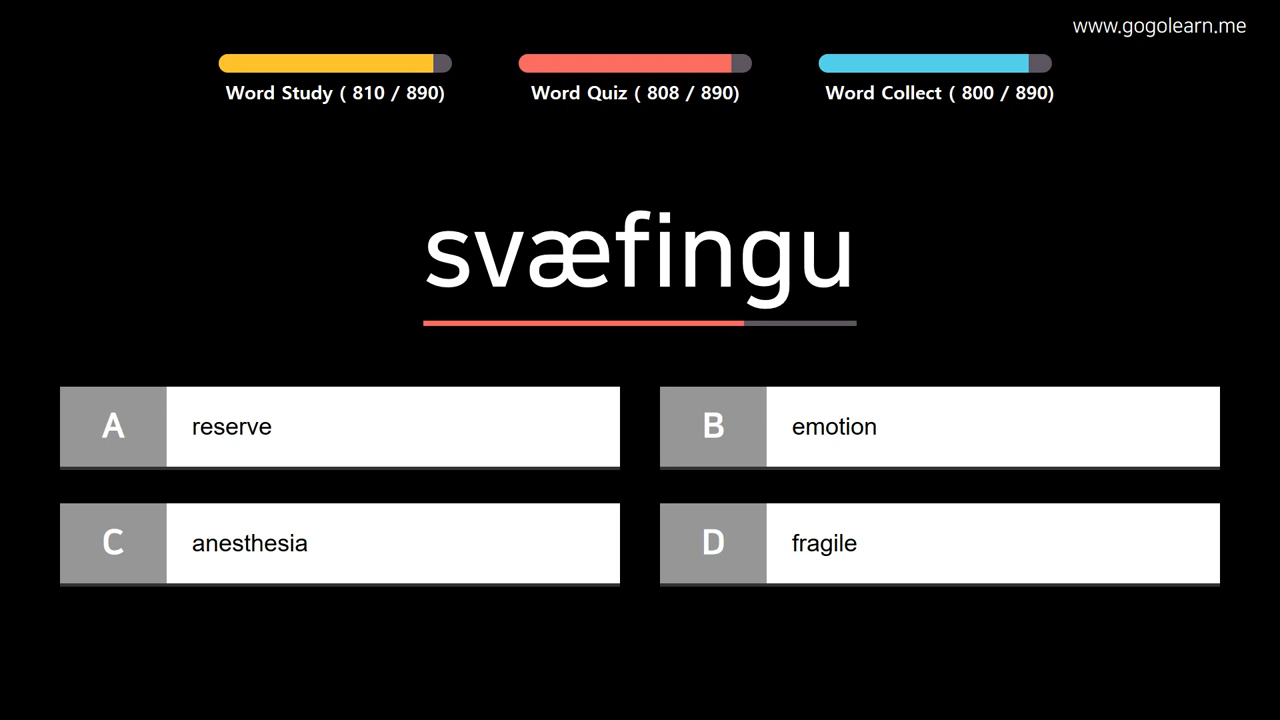 www.gogolearn.me
Word Study ( 810 / 890)
Word Quiz ( 808 / 890)
Word Collect ( 800 / 890)
svæfingu
A reserve
B emotion
C anesthesia
D fragile